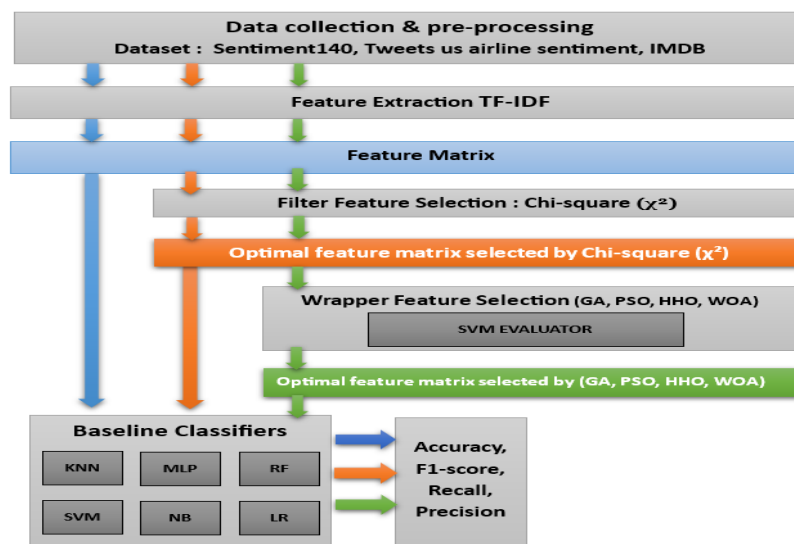 Data collection & pre-processing
Dataset : Sentiment140, Tweets us airline sentiment, IMDB
Feature Extraction TF-IDF
Feature Matrix
Filter Feature Selection : Chi-square (χ²)
Optimal feature matrix selected by Chi-square (χ²)
Wrapper Feature Selection (GA, PSO, HHO, WOA)
SVM EVALUATOR
Optimal feature matrix selected by (GA, PSO, HHO, WOA)
Baseline Classifiers
KNN MLP RF
SVM NB LR
Accuracy,
F1-score,
Recall,
Precision